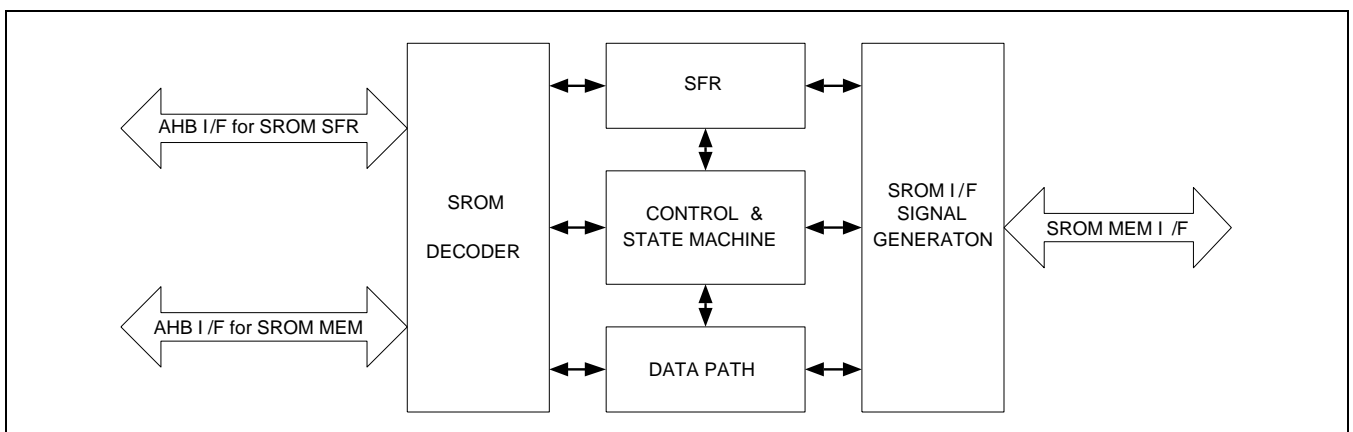 AHB I/F for SROM SFR
AHB I/F for SROM MEM
SROM
DECODER
SFR
CONTROL &
STATE MACHINE
DATA PATH
SROM I/F
SIGNAL
GENERATON
SROM MEM I/F